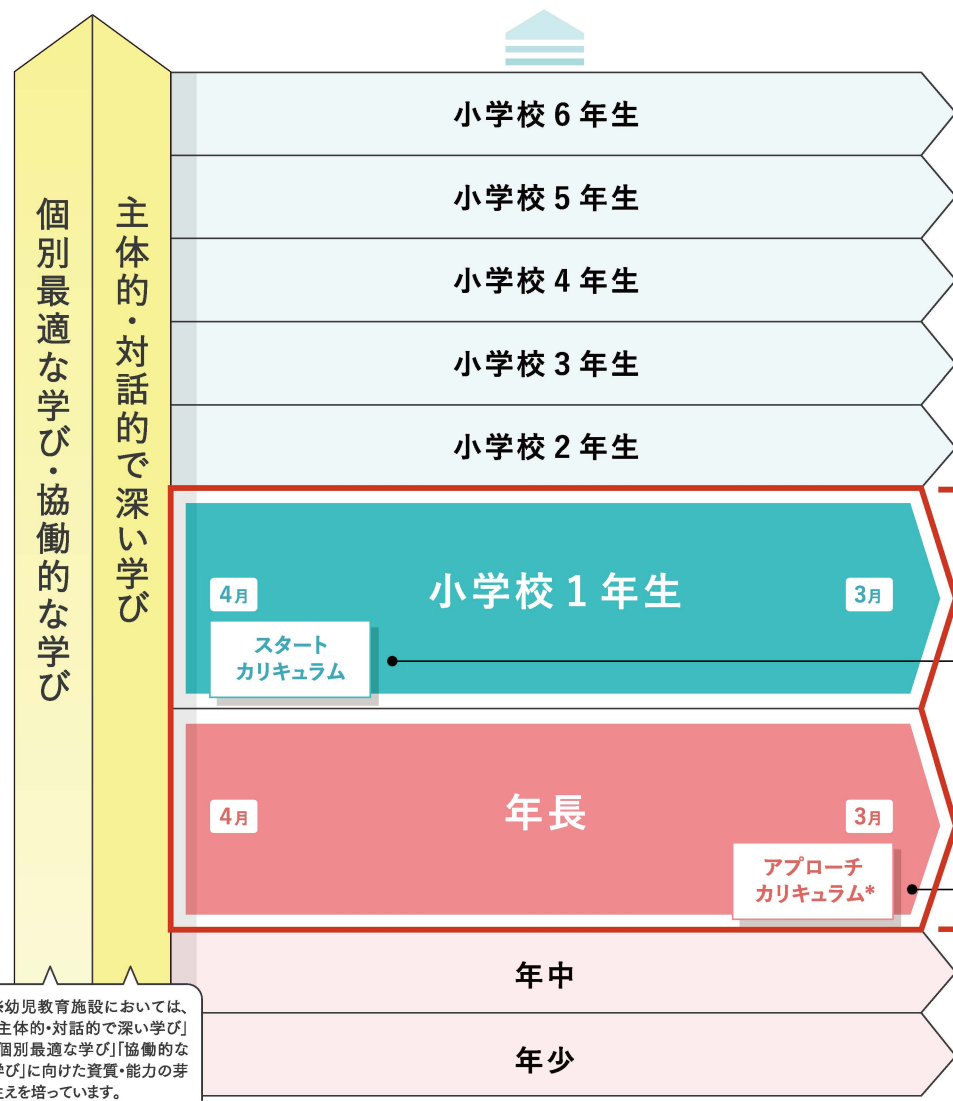 個別最適な学び・協働的な学び
主体的・対話的で深い学び
小学校 6 年生
小学校 5 年生
小学校 4 年生
小学校 3 年生
小学校 2 年生
小学校 1 年生
4月
3月
スタート
カリキュラム
年長
4月
3月
アプローチ
カリキュラム*
年中
年少
※幼児教育施設においては、
主体的・対話的で深い学び」
個別最適な学び」「協働的な
学び」に向けた資質・能力の芽
生えを培っています。